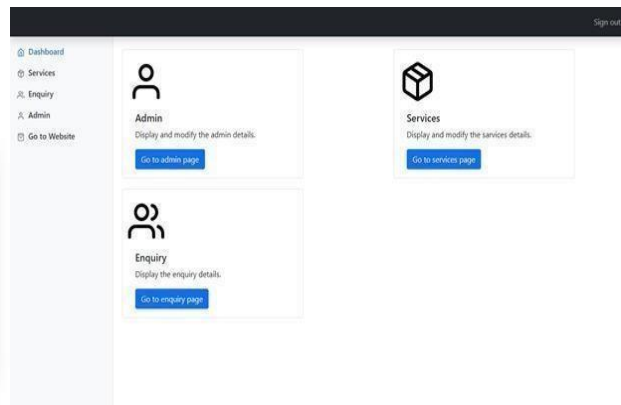 Sign out
Dashboard
Services
Enquiry
Admin
Go to Website
Admin
Display and modify the admin details.
Go to admin page
Services
Display and modify the services details.
Go to services page
Enquiry
Display the enquiry details.
Go to enquiry page